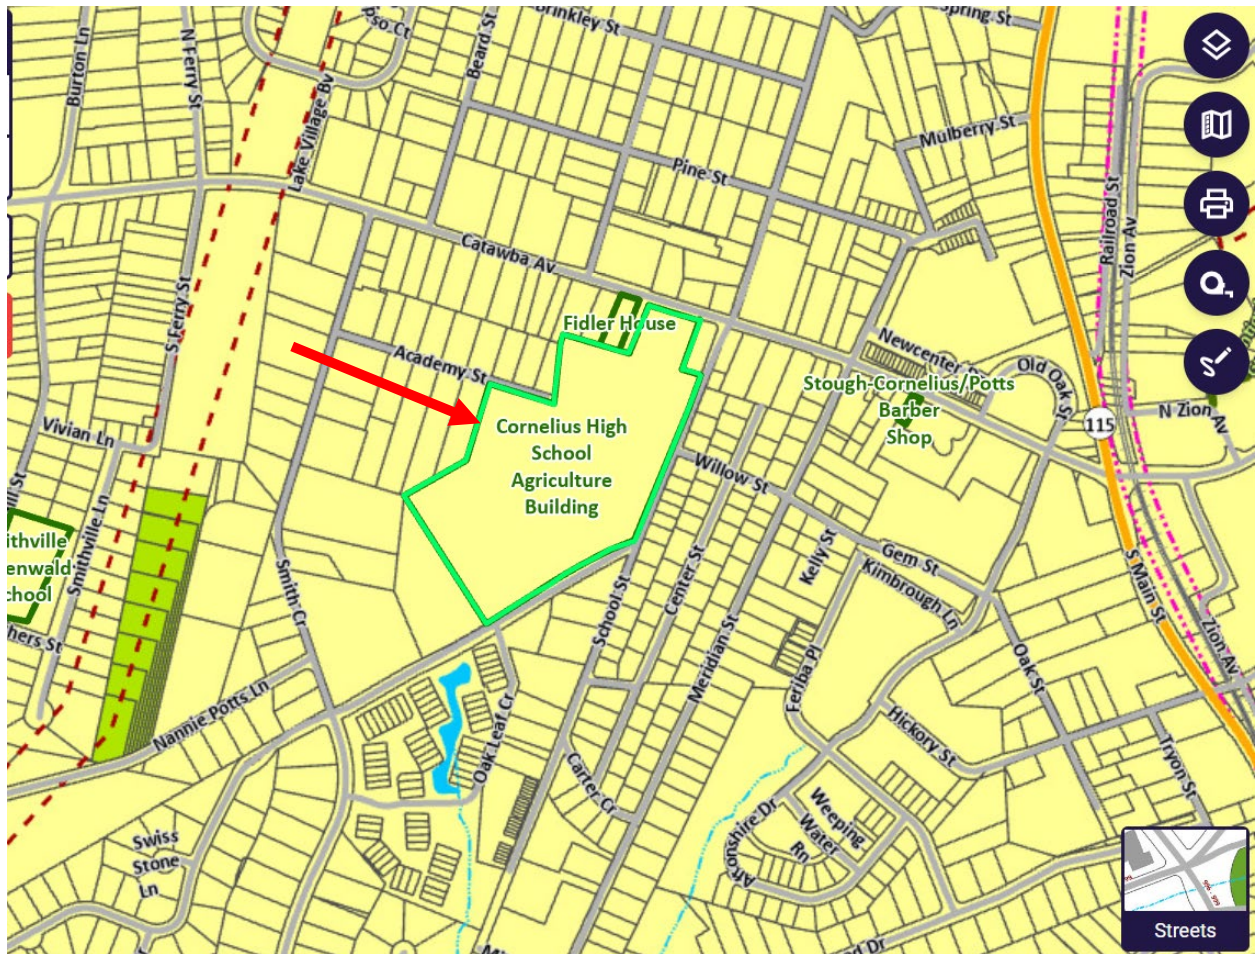 Brinkley St
Spring St
Beard St
N Ferry St
Burton Ln
Lake Village Bv
Mulberry St
Pine St
Railroad St
Zion Av
Catawba Av
S Ferry St
Fidler House
Academy St
Newcenter
Old Oak St
Stough-Cornelius/Potts
Barber
Shop
N Zion Av
115
Cornelius High
School
Agriculture
Building
Vivian Ln
Willow St
Kelly St
Gem St
Kimbrough Ln
S Main St
Smithville Ln
Smith Cr
School St
Center St
Meridian St
Feriba Pl
Oak St
Zion Av
Nannie Potts Ln
Oak Leaf Cr
Hickory St
Tryon St
Carter Cr
Weeping
Water
Rn
Swiss
Stone
Ln
Streets